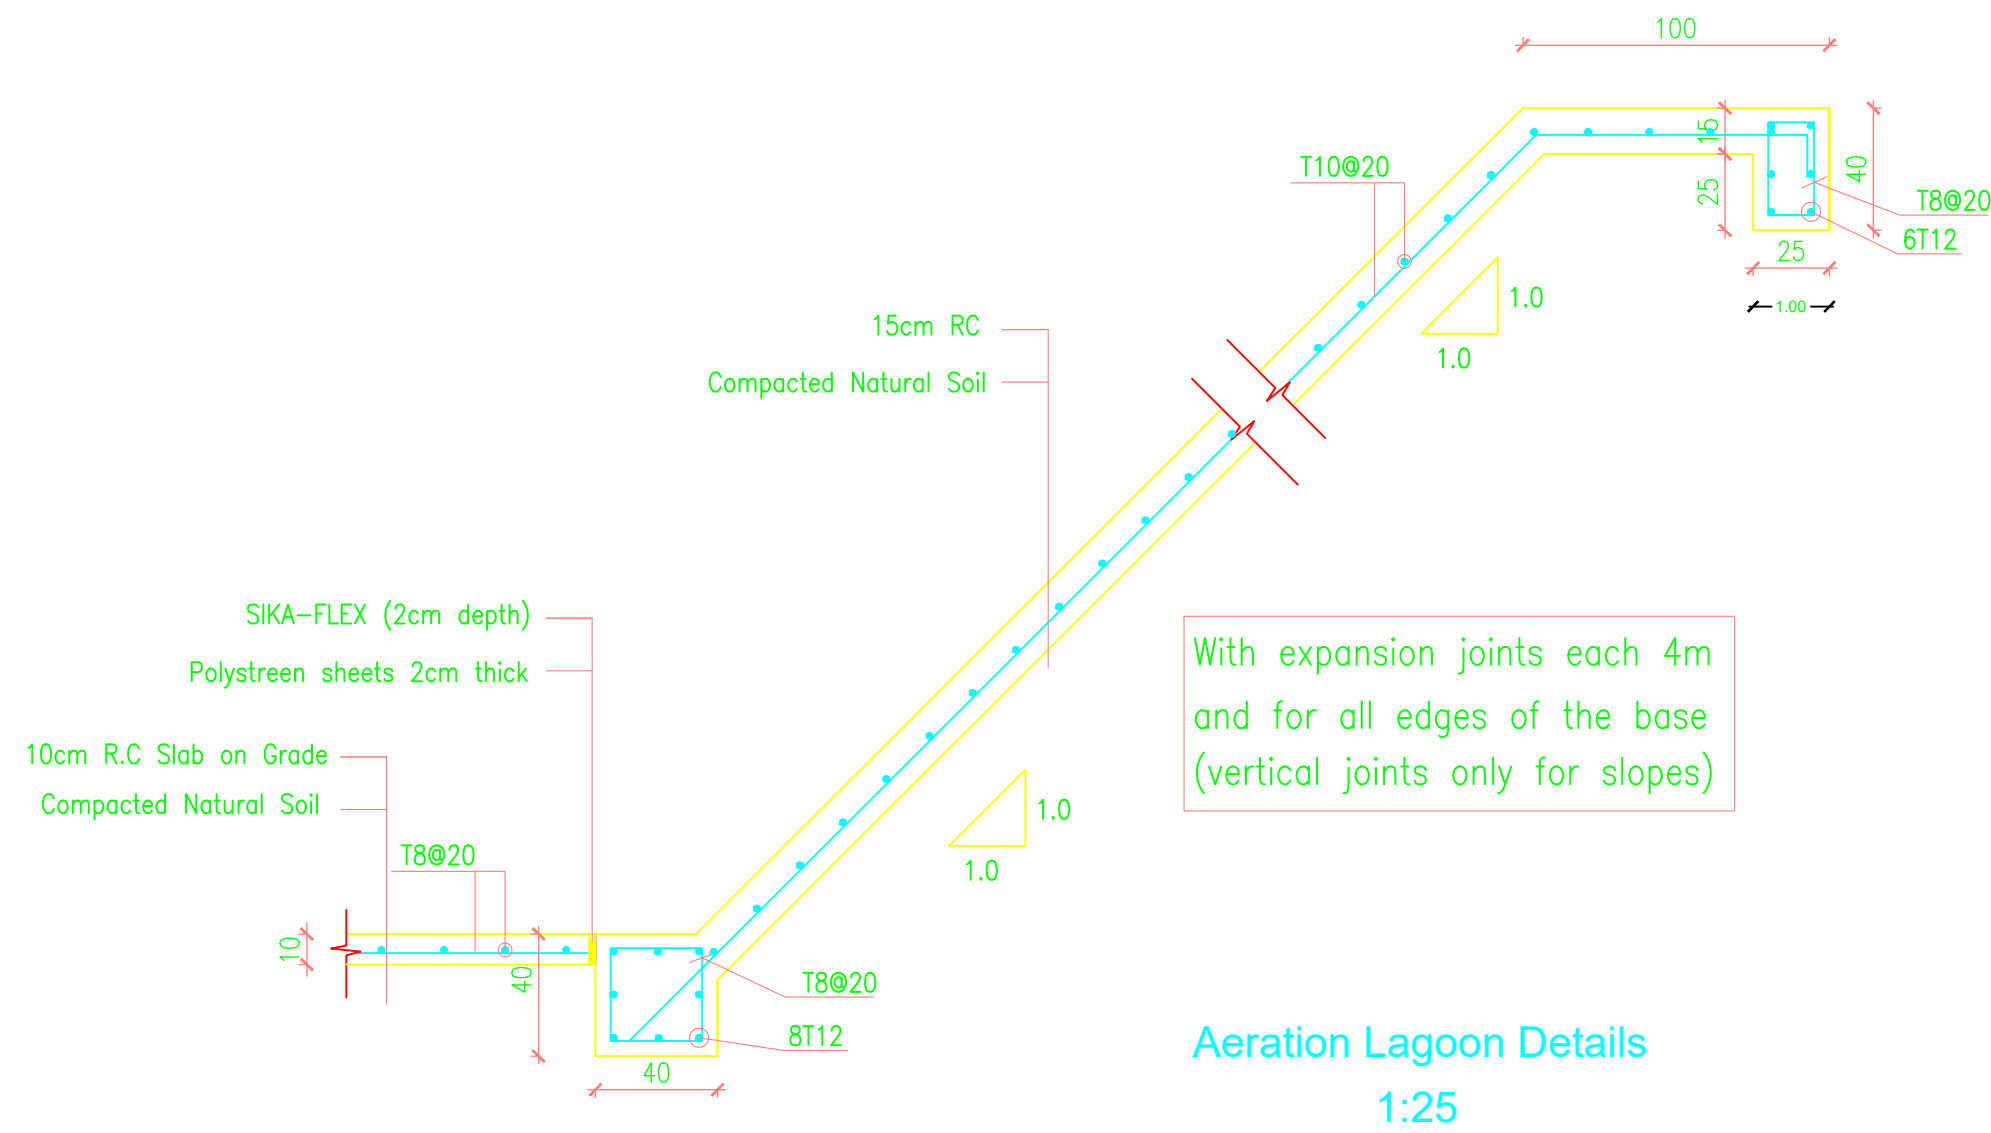 100
15
25
40
T10@20
T8@20
6T12
25
1.00
1.0
1.0
15cm RC
Compacted Natural Soil
SIKA-FLEX (2cm depth)
Polystreen sheets 2cm thick
With expansion joints each 4m
and for all edges of the base
(vertical joints only for slopes)
10cm R.C Slab on Grade
Compacted Natural Soil
1.0
1.0
T8@20
10
40
T8@20
8T12
40
Aeration Lagoon Details
1:25